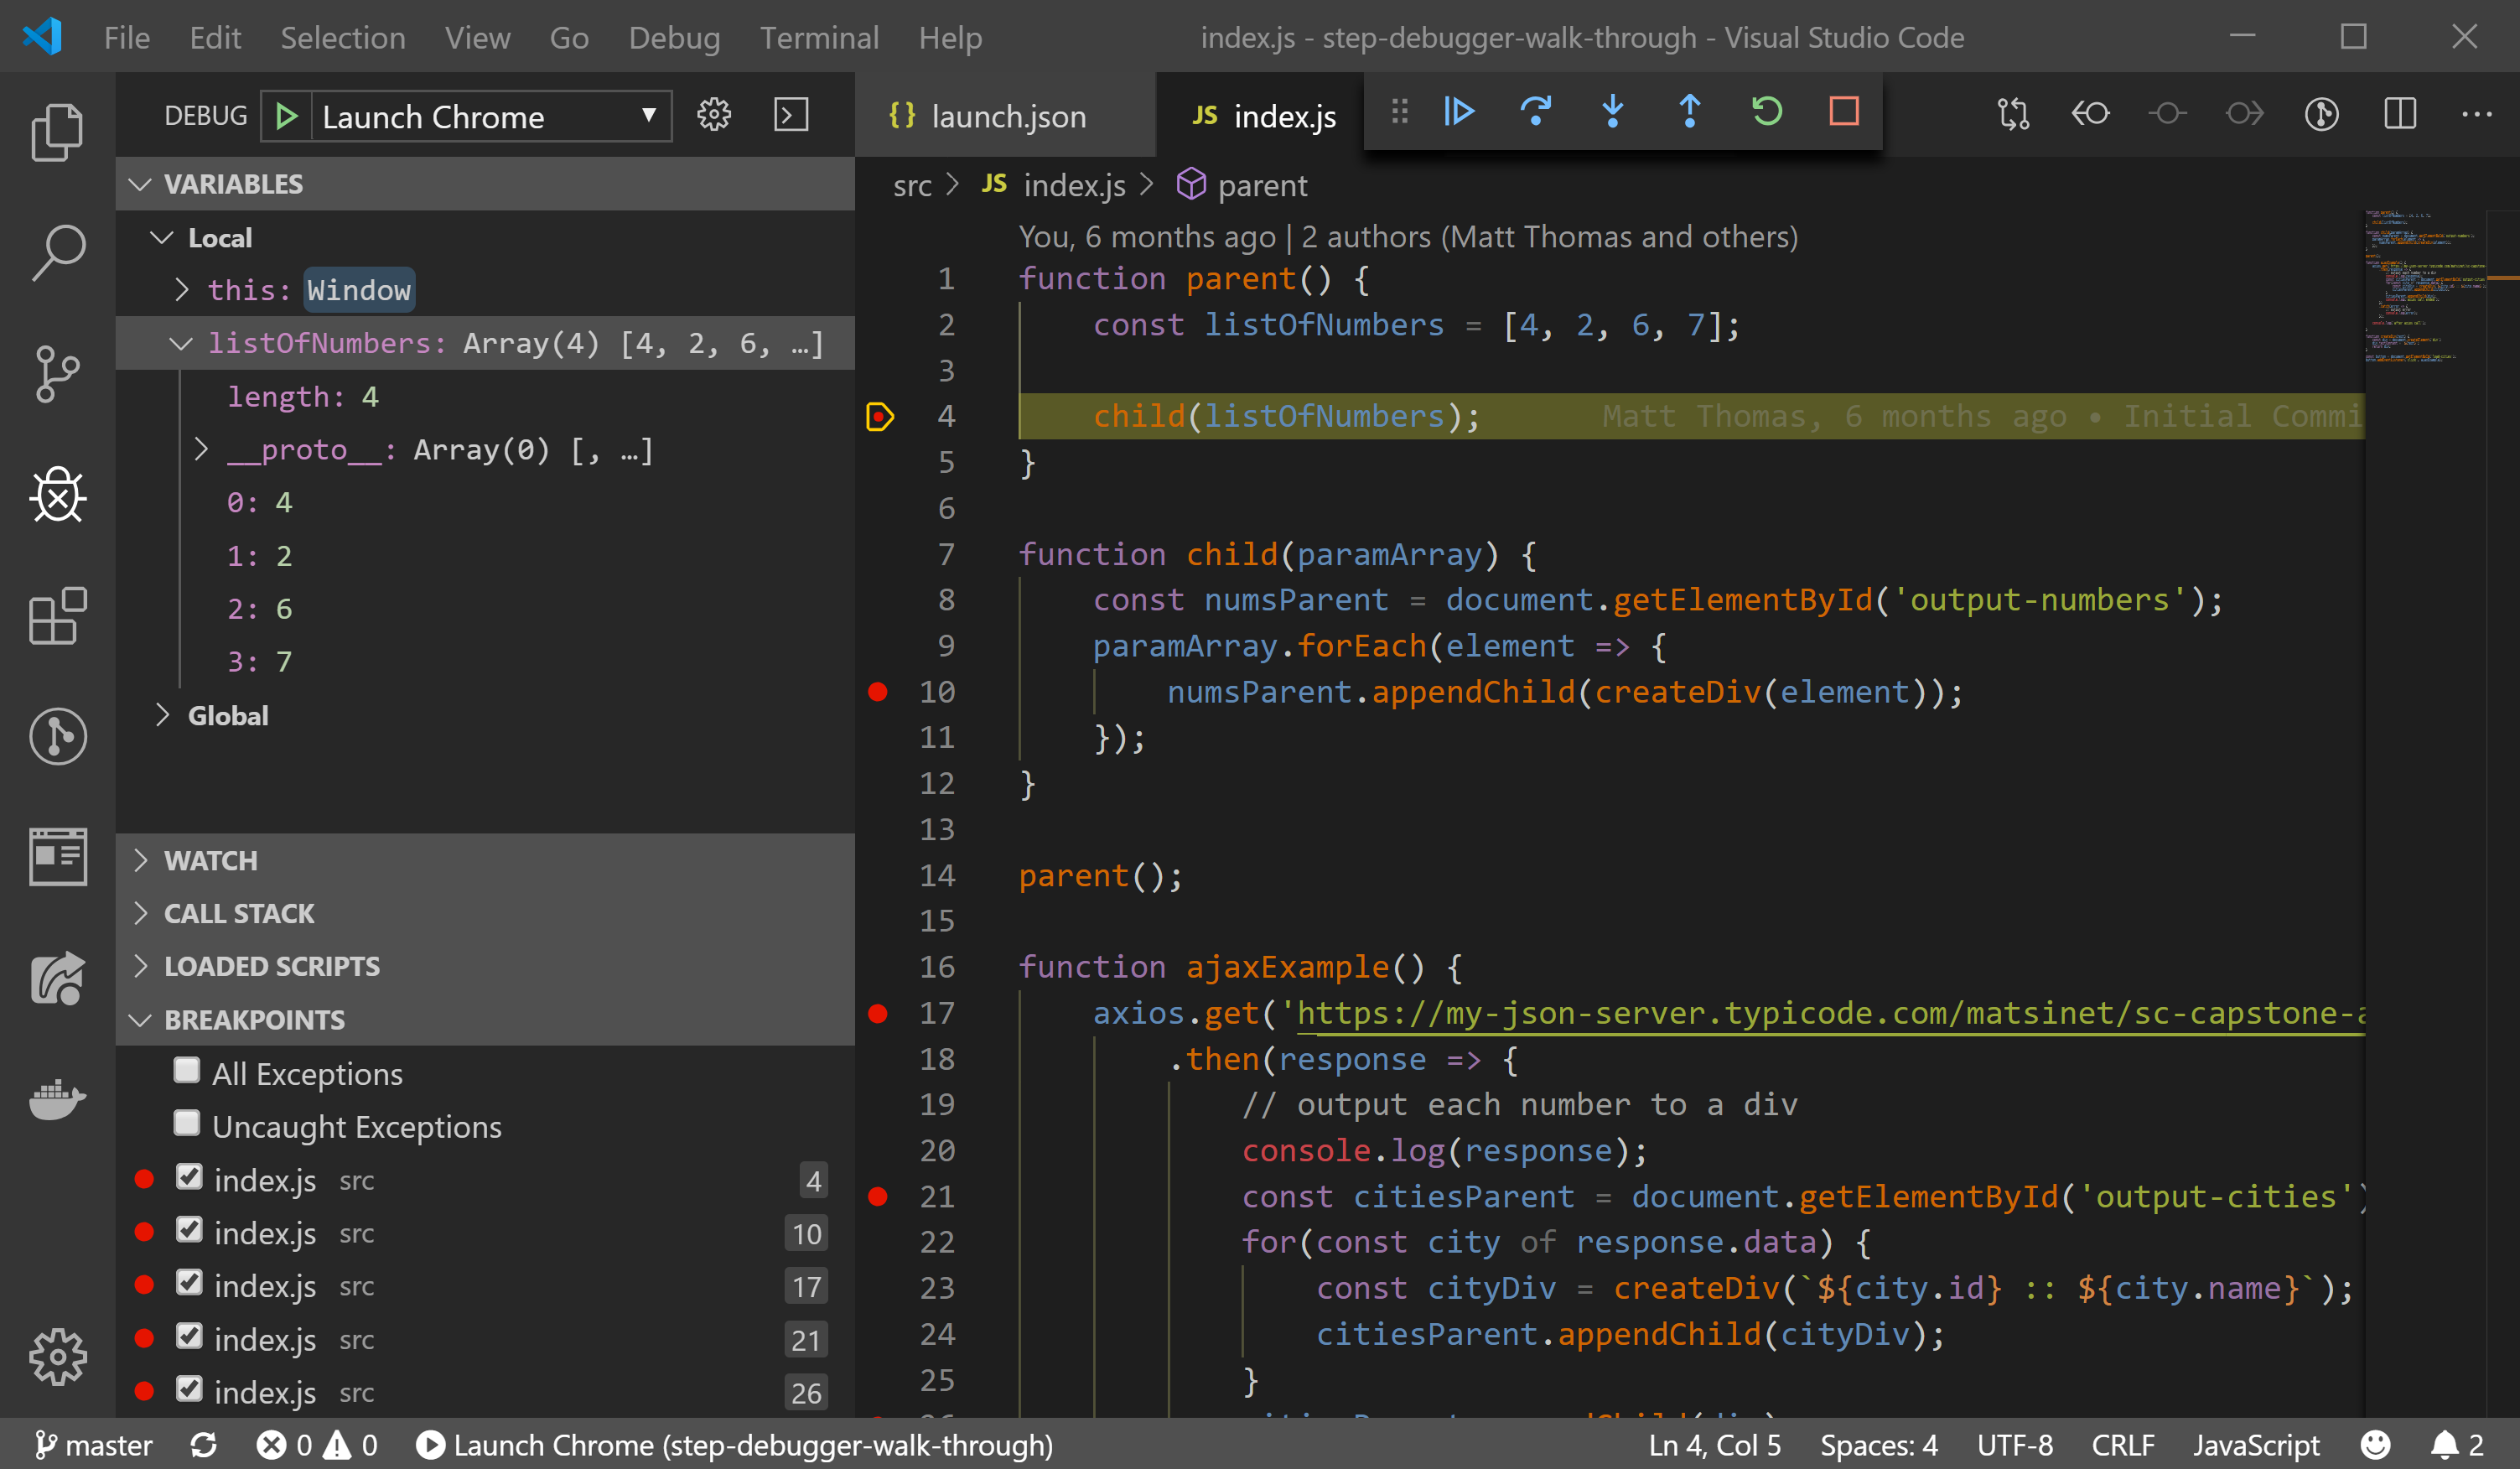 File Edit Selection View Go Debug Terminal Help index.js - step-debugger-walk-through - Visual Studio Code
DEBUG Launch Chrome
VARIABLES
Local
this: Window
listOfNumbers: Array(4) [4, 2, 6, …]
length: 4
__proto__: Array(0) [, …]
0: 4
1: 2
2: 6
3: 7
Global
WATCH
CALL STACK
LOADED SCRIPTS
BREAKPOINTS
All Exceptions
Uncaught Exceptions
index.js src 4
index.js src 10
index.js src 17
index.js src 21
index.js src 26
{} launch.json JS index.js
src > JS index.js > parent
You, 6 months ago | 2 authors (Matt Thomas and others)
1 function parent() {
2 const listOfNumbers = [4, 2, 6, 7];
3
4 child(listOfNumbers); Matt Thomas, 6 months ago • Initial Commi
5 }
6
7 function child(paramArray) {
8 const numsParent = document.getElementById('output-numbers');
9 paramArray.forEach(element => {
10 numsParent.appendChild(createDiv(element));
11 });
12 }
13
14 parent();
15
16 function ajaxExample() {
17 axios.get('https://my-json-server.typicode.com/matsinet/sc-capstone-a
18 .then(response => {
19 // output each number to a div
20 console.log(response);
21 const citiesParent = document.getElementById('output-cities')
22 for(const city of response.data) {
23 const cityDiv = createDiv(`${city.id} :: ${city.name}`);
24 citiesParent.appendChild(cityDiv);
25 }
master 0 0 Launch Chrome (step-debugger-walk-through) Ln 4, Col 5 Spaces: 4 UTF-8 CRLF JavaScript 2